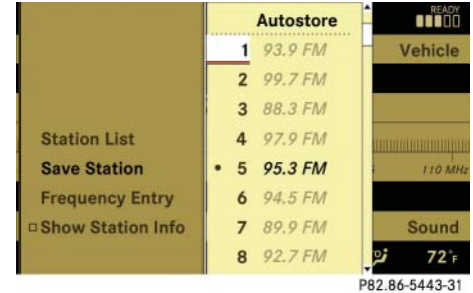 Autostore
READY
1 93.9 FM
Vehicle
2 99.7 FM
3 88.3 FM
Station List
4 97.9 FM
Save Station
• 5 95.3 FM
110 MHz
Frequency Entry
6 94.5 FM
Show Station Info
7 89.9 FM
Sound
8 92.7 FM
72°F
P82.86-5443-31